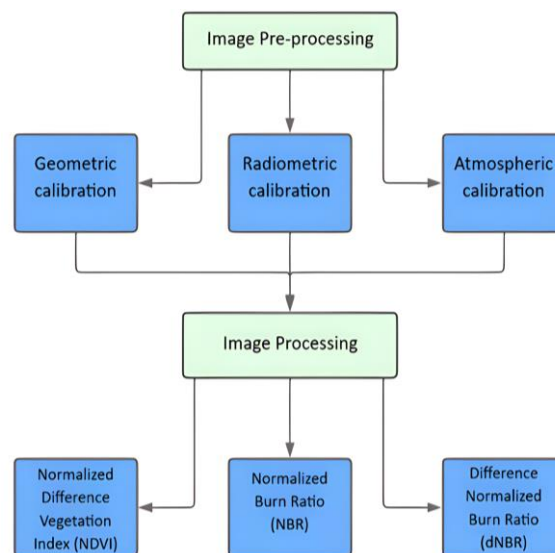 Image Pre-processing
Geometric
calibration
Radiometric
calibration
Atmospheric
calibration
Image Processing
Normalized
Difference
Vegetation
Index (NDVI)
Normalized
Burn Ratio
(NBR)
Difference
Normalized
Burn Ratio
(dNBR)